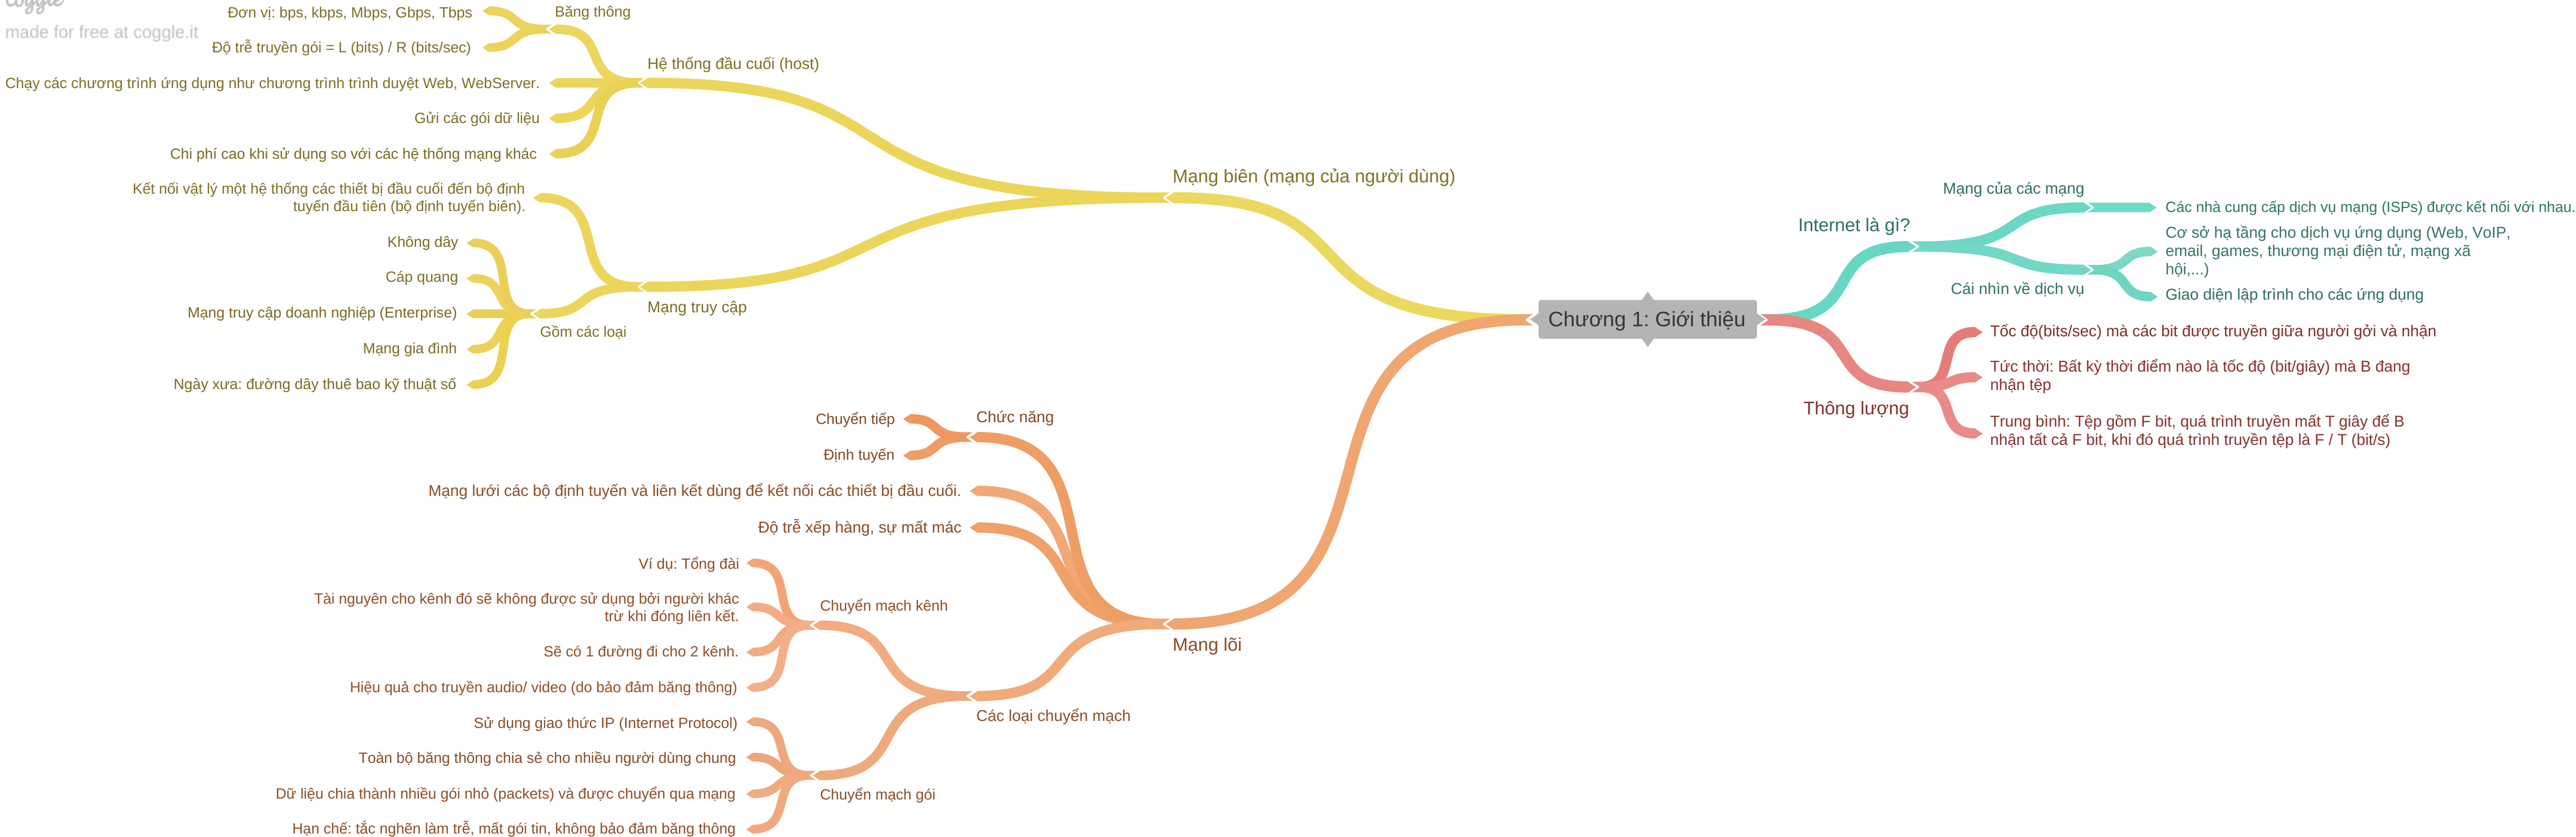 coggle
made for free at coggle.it
Chương 1: Giới thiệu
Mạng biên (mạng của người dùng)
Hệ thống đầu cuối (host)
Băng thông
Đơn vị: bps, kbps, Mbps, Gbps, Tbps
Độ trễ truyền gói = L (bits) / R (bits/sec)
Chạy các chương trình ứng dụng như chương trình trình duyệt Web, WebServer.
Gửi các gói dữ liệu
Chi phí cao khi sử dụng so với các hệ thống mạng khác
Mạng truy cập
Kết nối vật lý một hệ thống các thiết bị đầu cuối đến bộ định
tuyến đầu tiên (bộ định tuyến biên).
Gồm các loại
Không dây
Cáp quang
Mạng truy cập doanh nghiệp (Enterprise)
Mạng gia đình
Ngày xưa: đường dây thuê bao kỹ thuật số
Mạng lõi
Chức năng
Chuyển tiếp
Định tuyến
Mạng lưới các bộ định tuyến và liên kết dùng để kết nối các thiết bị đầu cuối.
Độ trễ xếp hàng, sự mất mác
Các loại chuyển mạch
Chuyển mạch kênh
Ví dụ: Tổng đài
Tài nguyên cho kênh đó sẽ không được sử dụng bởi người khác
trừ khi đóng liên kết.
Sẽ có 1 đường đi cho 2 kênh.
Hiệu quả cho truyền audio/ video (do bảo đảm băng thông)
Chuyển mạch gói
Sử dụng giao thức IP (Internet Protocol)
Toàn bộ băng thông chia sẻ cho nhiều người dùng chung
Dữ liệu chia thành nhiều gói nhỏ (packets) và được chuyển qua mạng
Hạn chế: tắc nghẽn làm trễ, mất gói tin, không bảo đảm băng thông
Internet là gì?
Mạng của các mạng
Các nhà cung cấp dịch vụ mạng (ISPs) được kết nối với nhau.
Cái nhìn về dịch vụ
Cơ sở hạ tầng cho dịch vụ ứng dụng (Web, VoIP,
email, games, thương mại điện tử, mạng xã
hội,...)
Giao diện lập trình cho các ứng dụng
Thông lượng
Tốc độ(bits/sec) mà các bit được truyền giữa người gởi và nhận
Tức thời: Bất kỳ thời điểm nào là tốc độ (bit/giây) mà B đang
nhận tệp
Trung bình: Tệp gồm F bit, quá trình truyền mất T giây để B
nhận tất cả F bit, khi đó quá trình truyền tệp là F / T (bit/s)